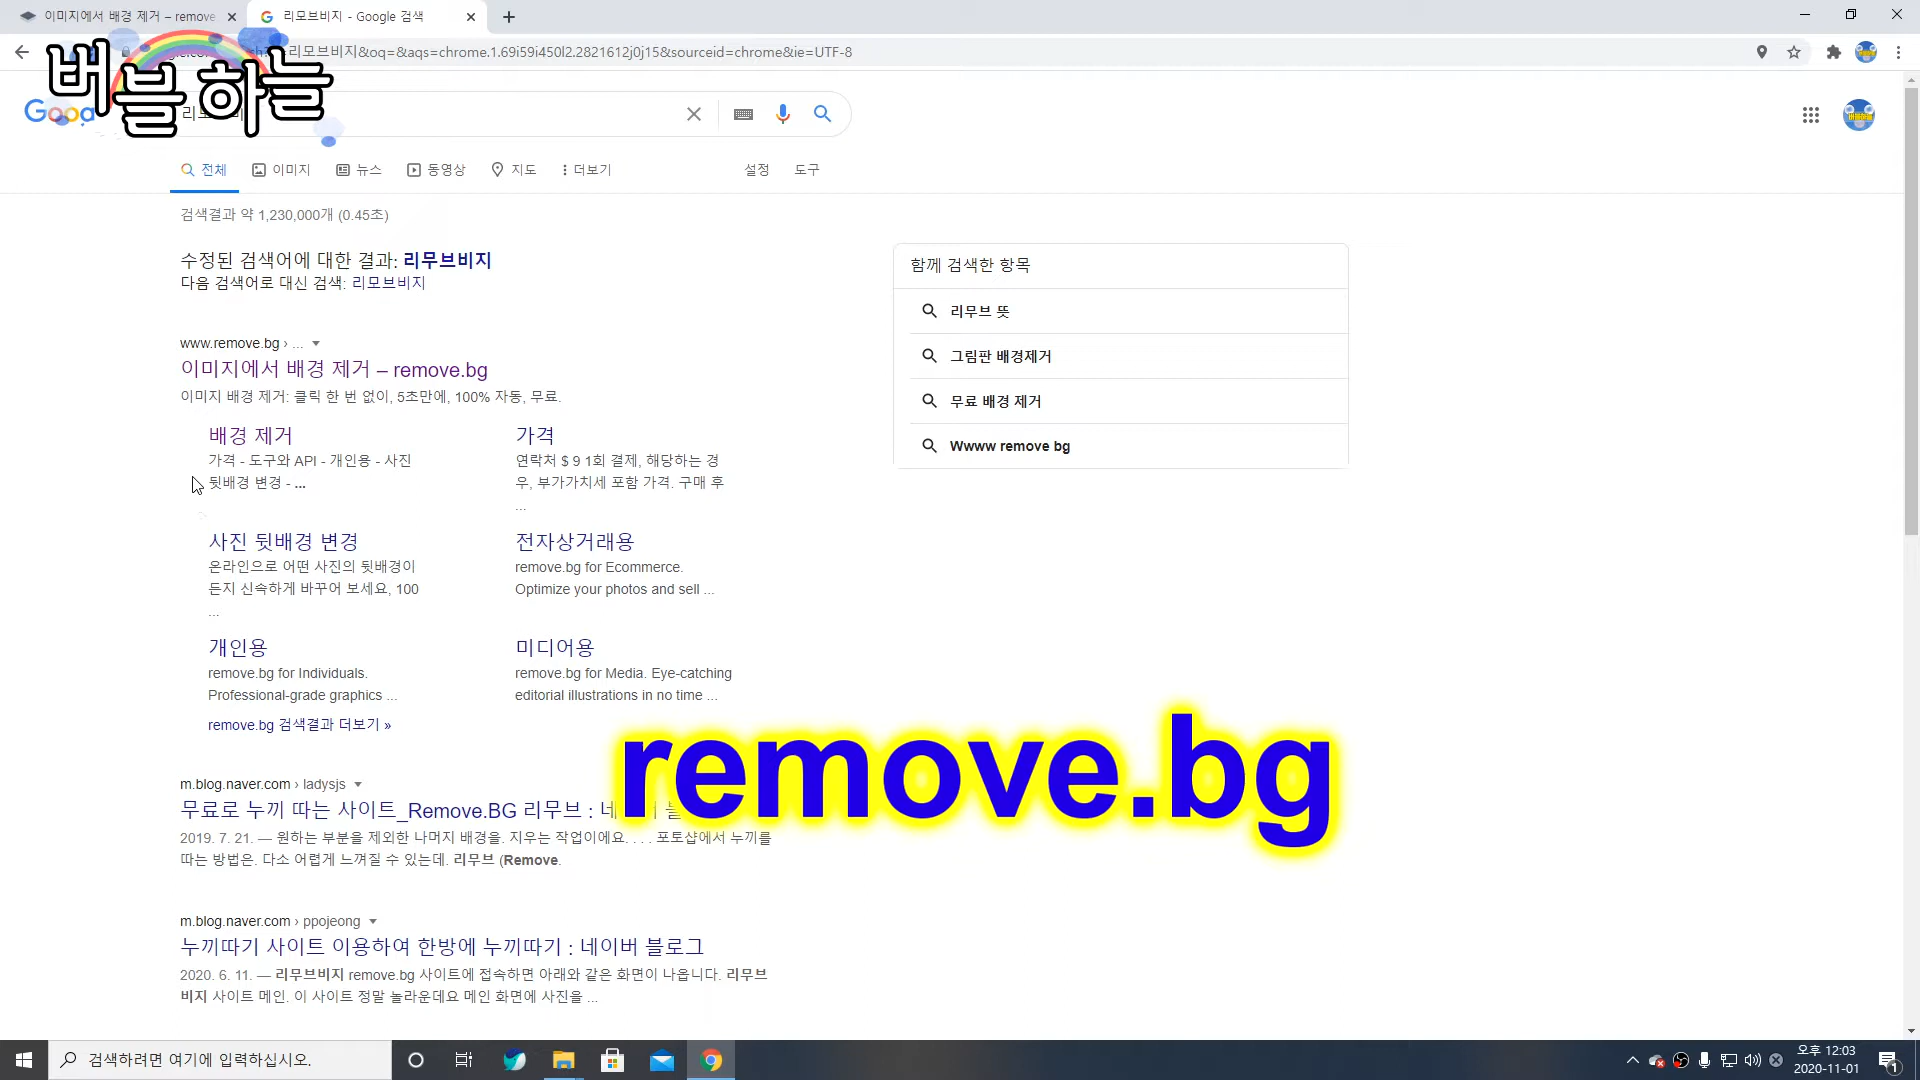 이미지에서 배경 제거 – remove
리모브비지 - Google 검색
리모브비지&oq=&aqs=chrome.1.69i59i450l2.2821612j0j15&sourceid=chrome&ie=UTF-8
버블 하늘
전체
이미지
뉴스
동영상
지도
더보기
설정
도구
검색결과 약 1,230,000개 (0.45초)
수정된 검색어에 대한 결과: 리무브비지
다음 검색어로 대신 검색: 리모브비지
www.remove.bg › ...
이미지에서 배경 제거 – remove.bg
이미지 배경 제거: 클릭 한 번 없이, 5초만에, 100% 자동, 무료.
배경 제거
가격 - 도구와 API - 개인용 - 사진
뒷배경 변경 - ...
가격
연락처 $ 9 1회 결제, 해당하는 경
우, 부가가치세 포함 가격. 구매 후
...
사진 뒷배경 변경
온라인으로 어떤 사진의 뒷배경이
든지 신속하게 바꾸어 보세요, 100
...
전자상거래용
remove.bg for Ecommerce.
Optimize your photos and sell ...
개인용
remove.bg for Individuals.
Professional-grade graphics ...
미디어용
remove.bg for Media. Eye-catching
editorial illustrations in no time ...
remove.bg 검색결과 더보기 »
함께 검색한 항목
리무브 뜻
그림판 배경제거
무료 배경 제거
Wwww remove bg
remove.bg
m.blog.naver.com › ladysjs
무료로 누끼 따는 사이트_Remove.BG 리무브 :
2019. 7. 21. — 원하는 부분을 제외한 나머지 배경을. 지우는 작업이에요. . . . 포토샵에서 누끼를
따는 방법은. 다소 어렵게 느껴질 수 있는데. 리무브 (Remove.
m.blog.naver.com › ppojeong
누끼따기 사이트 이용하여 한방에 누끼따기 : 네이버 블로그
2020. 6. 11. — 리무브비지 remove.bg 사이트에 접속하면 아래와 같은 화면이 나옵니다. 리무브
비지 사이트 메인. 이 사이트 정말 놀라운데요 메인 화면에 사진을 ...
검색하려면 여기에 입력하십시오.
오후 12:03
2020-11-01
1